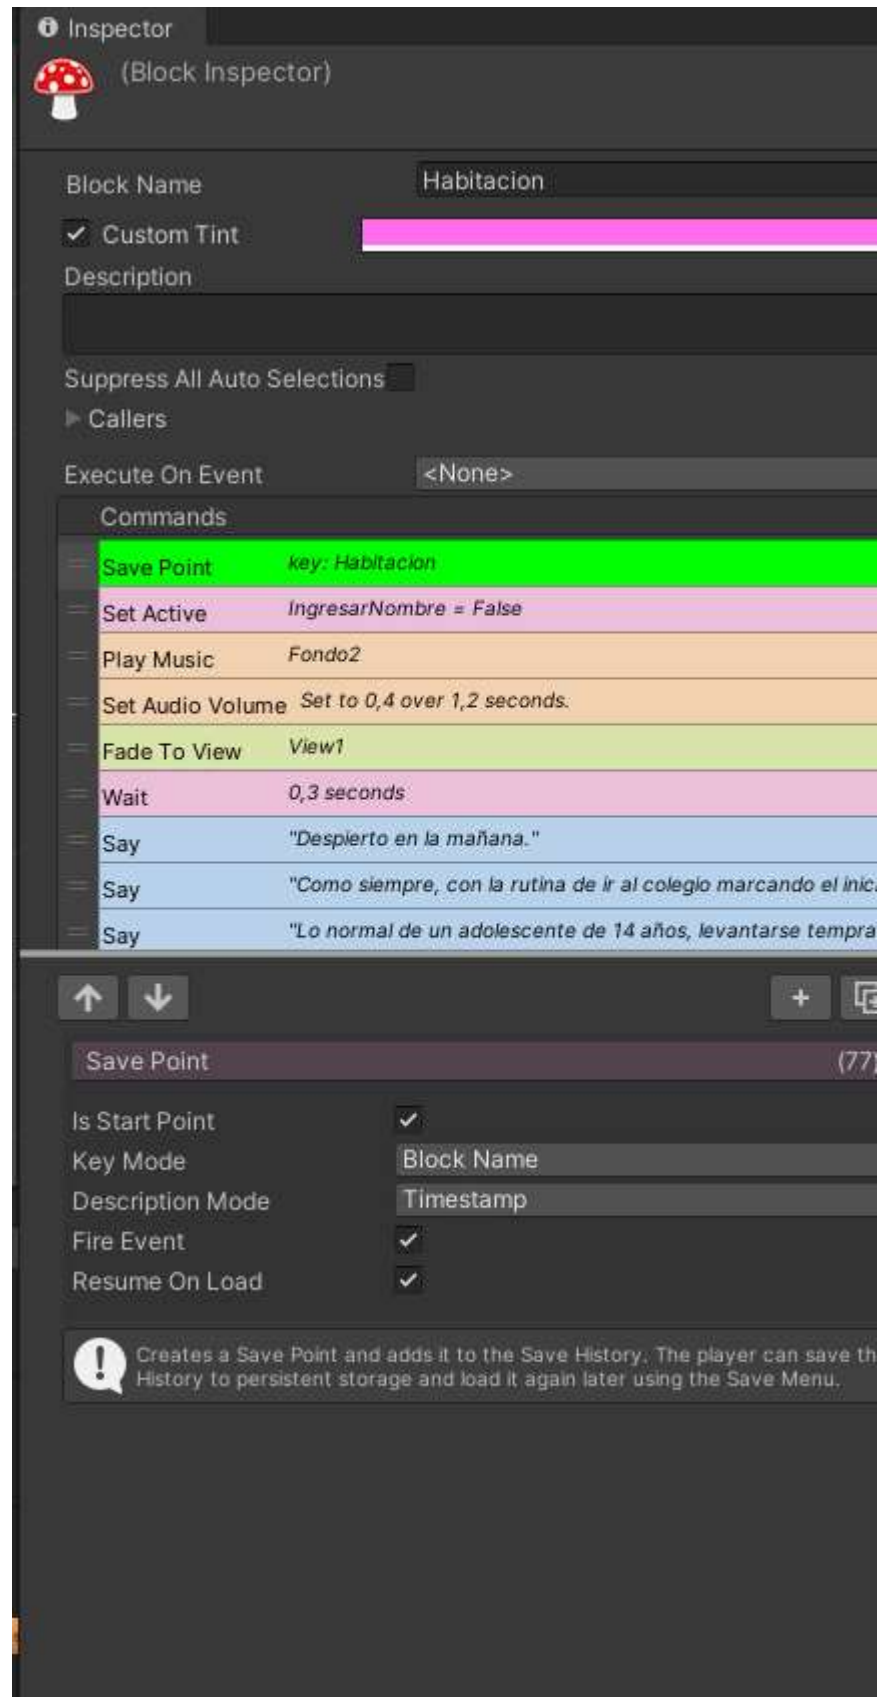 Inspector
(Block Inspector)
Block Name Habitacion
Custom Tint
Description
Suppress All Auto Selections
Callers
Execute On Event <None>
Commands
Save Point key: Habitacion
Set Active IngresarNombre = False
Play Music Fondo2
Set Audio Volume Set to 0,4 over 1,2 seconds.
Fade To View View1
Wait 0,3 seconds
Say "Despierto en la mañana."
Say "Como siempre, con la rutina de ir al colegio marcando el inic
Say "Lo normal de un adolescente de 14 años, levantarse tempra
+
Save Point (77)
Is Start Point
Key Mode Block Name
Description Mode Timestamp
Fire Event
Resume On Load
Creates a Save Point and adds it to the Save History. The player can save th
History to persistent storage and load it again later using the Save Menu.